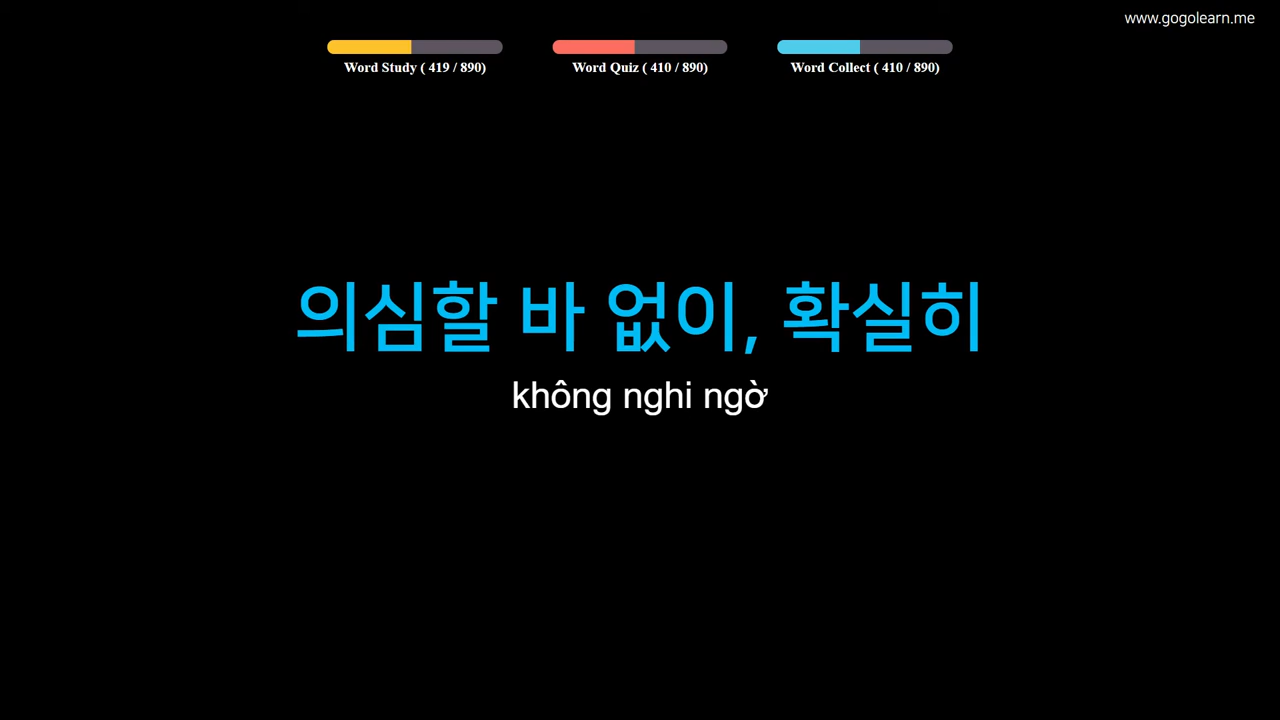 www.gogolearn.me
Word Study ( 419 / 890)
Word Quiz ( 410 / 890)
Word Collect ( 410 / 890)
의심할 바 없이, 확실히
không nghi ngờ